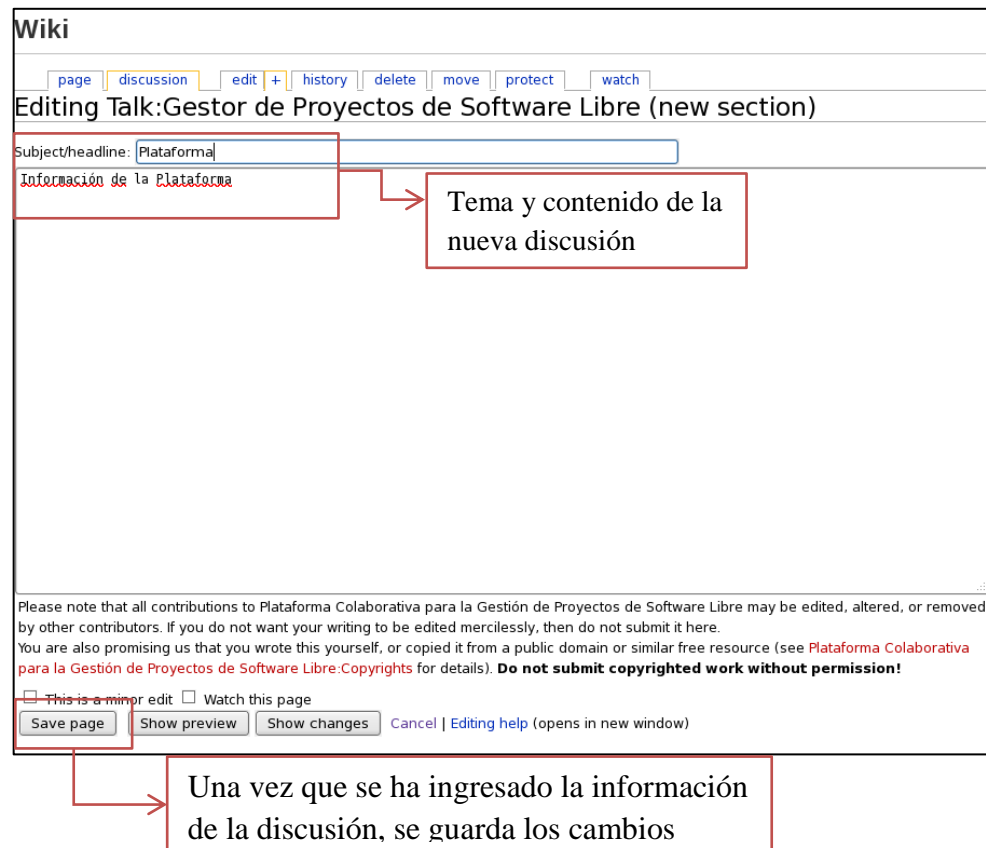 Wiki
page discussion edit + history delete move protect watch
Editing Talk:Gestor de Proyectos de Software Libre (new section)
Subject/headline: Plataforma
Información de la Plataforma
Tema y contenido de la
nueva discusión
Please note that all contributions to Plataforma Colaborativa para la Gestión de Proyectos de Software Libre may be edited, altered, or removed
by other contributors. If you do not want your writing to be edited mercilessly, then do not submit it here.
You are also promising us that you wrote this yourself, or copied it from a public domain or similar free resource (see Plataforma Colaborativa
para la Gestión de Proyectos de Software Libre:Copyrights for details). Do not submit copyrighted work without permission!
This is a minor edit Watch this page
Save page Show preview Show changes Cancel | Editing help (opens in new window)
Una vez que se ha ingresado la información
de la discusión, se guarda los cambios